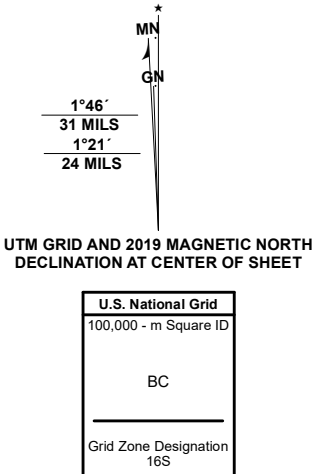 ★
MN
GN
1°46´
31 MILS
1°21´
24 MILS
UTM GRID AND 2019 MAGNETIC NORTH
DECLINATION AT CENTER OF SHEET
U.S. National Grid
100,000 - m Square ID
BC
Grid Zone Designation
16S